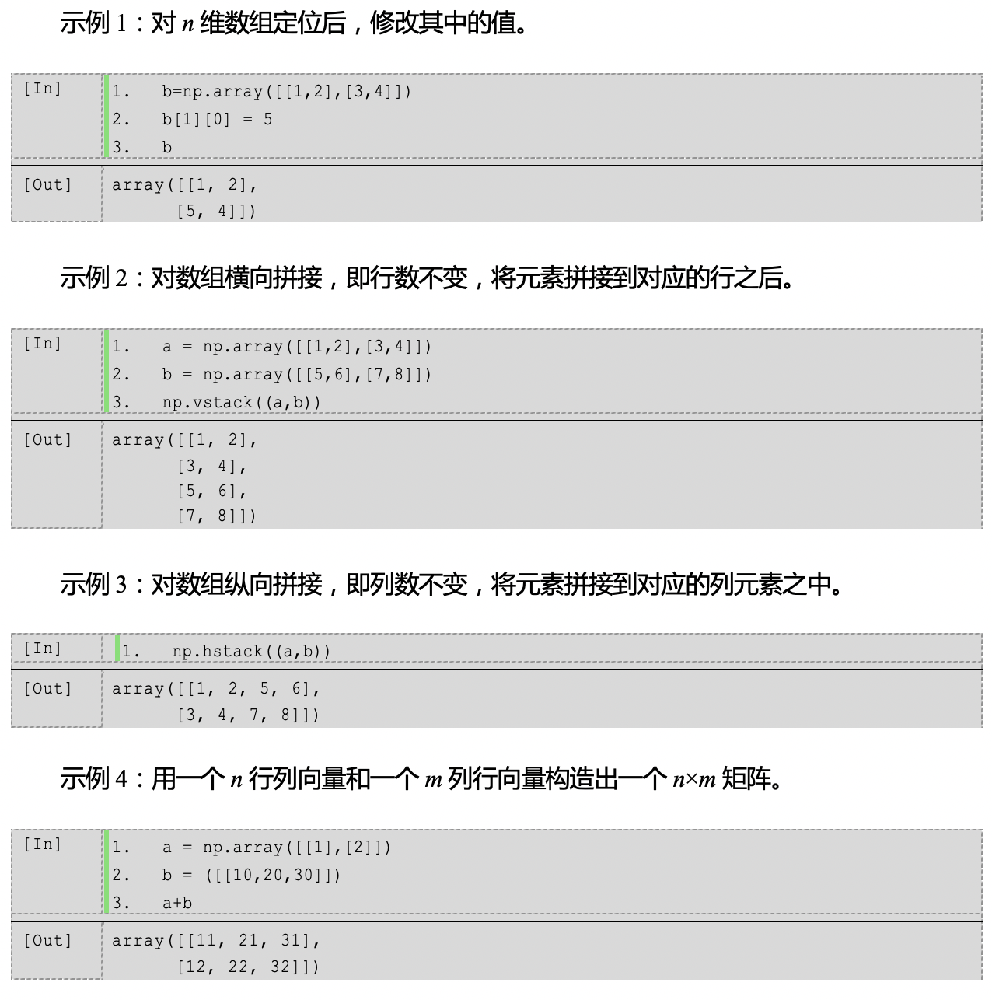 示例 1：对 n 维数组定位后，修改其中的值。
[In] 1. b=np.array([[1,2],[3,4]])
2. b[1][0] = 5
3. b
[Out] array([[1, 2],
[5, 4]])
示例 2：对数组横向拼接，即行数不变，将元素拼接到对应的行之后。
[In] 1. a = np.array([[1,2],[3,4]])
2. b = np.array([[5,6],[7,8]])
3. np.vstack((a,b))
[Out] array([[1, 2],
[3, 4],
[5, 6],
[7, 8]])
示例 3：对数组纵向拼接，即列数不变，将元素拼接到对应的列元素之中。
[In] 1. np.hstack((a,b))
[Out] array([[1, 2, 5, 6],
[3, 4, 7, 8]])
示例 4：用一个 n 行列向量和一个 m 列行向量构造出一个 n×m 矩阵。
[In] 1. a = np.array([[1],[2]])
2. b = ([[10,20,30]])
3. a+b
[Out] array([[11, 21, 31],
[12, 22, 32]])